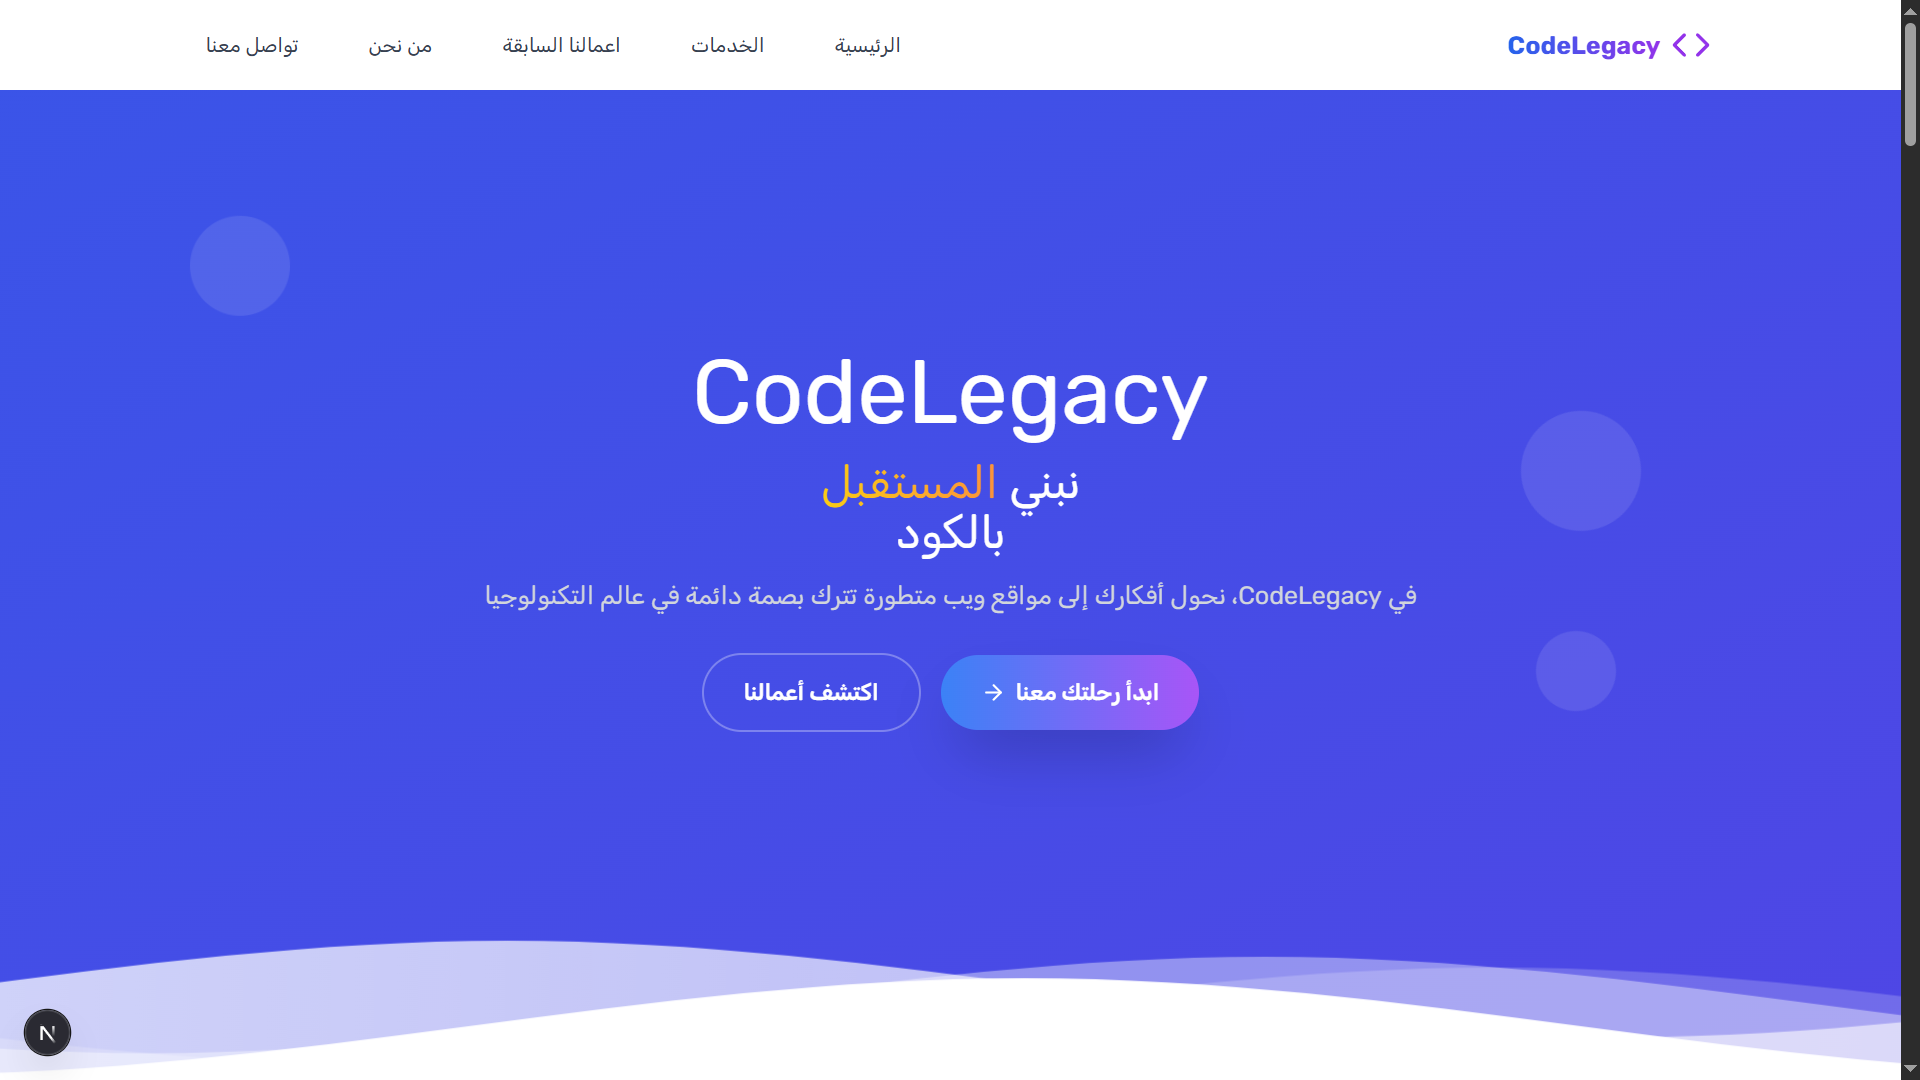 CodeLegacy
الرئيسية
الخدمات
اعمالنا السابقة
من نحن
تواصل معنا
CodeLegacy
نبني المستقبل
بالكود
في CodeLegacy، نحول أفكارك إلى مواقع ويب متطورة تترك بصمة دائمة في عالم التكنولوجيا
ابدأ رحلتك معنا
اكتشف أعمالنا
N